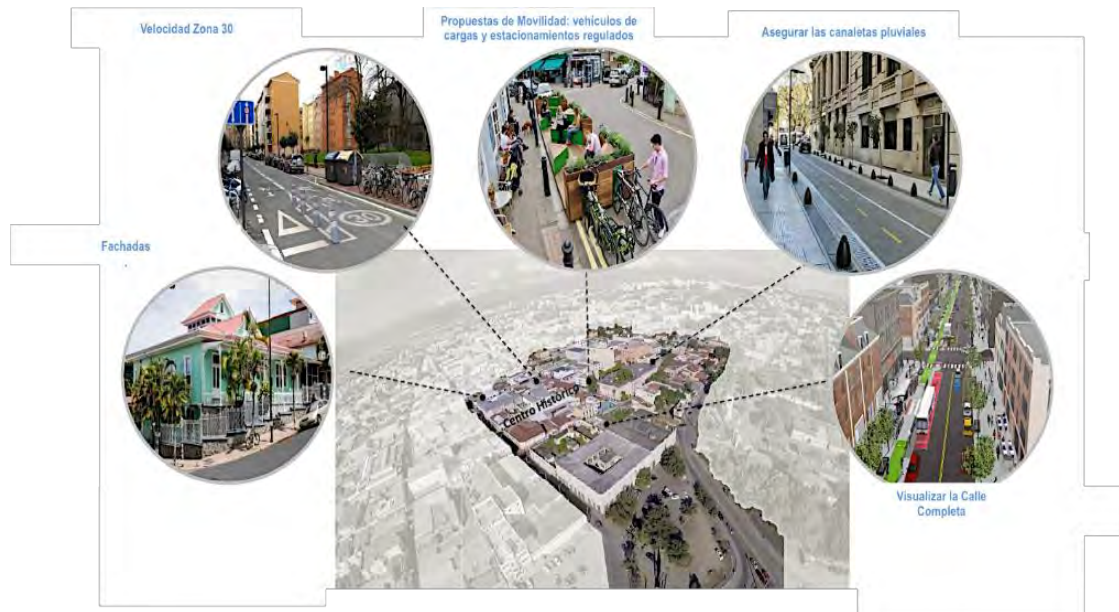 Velocidad Zona 30
Propuestas de Movilidad: vehículos de
cargas y estacionamientos regulados
Asegurar las canaletas pluviales
30
Fachadas
Centro Histórico
Visualizar la Calle
Completa